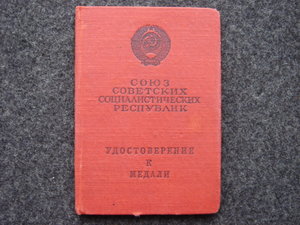 СОЮЗ
СОВЕТСКИХ
СОЦИАЛИСТИЧЕСКИХ
РЕСПУБЛИК
УДОСТОВЕРЕНИЕ
К
МЕДАЛИ